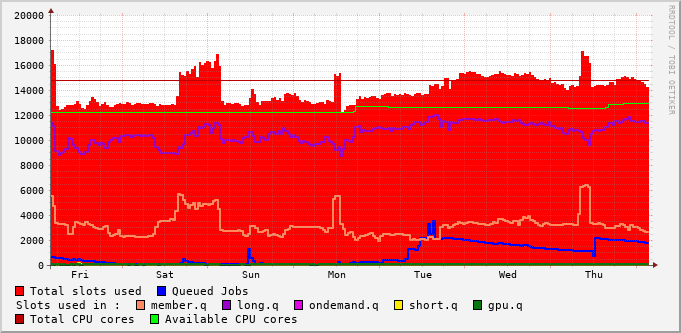 RRDTOOL / TOBI OETIKER
20000
18000
16000
14000
12000
10000
8000
6000
4000
2000
0
Fri Sat Sun Mon Tue Wed Thu
Total slots used Queued Jobs
Slots used in : member.q long.q ondemand.q short.q gpu.q
Total CPU cores Available CPU cores